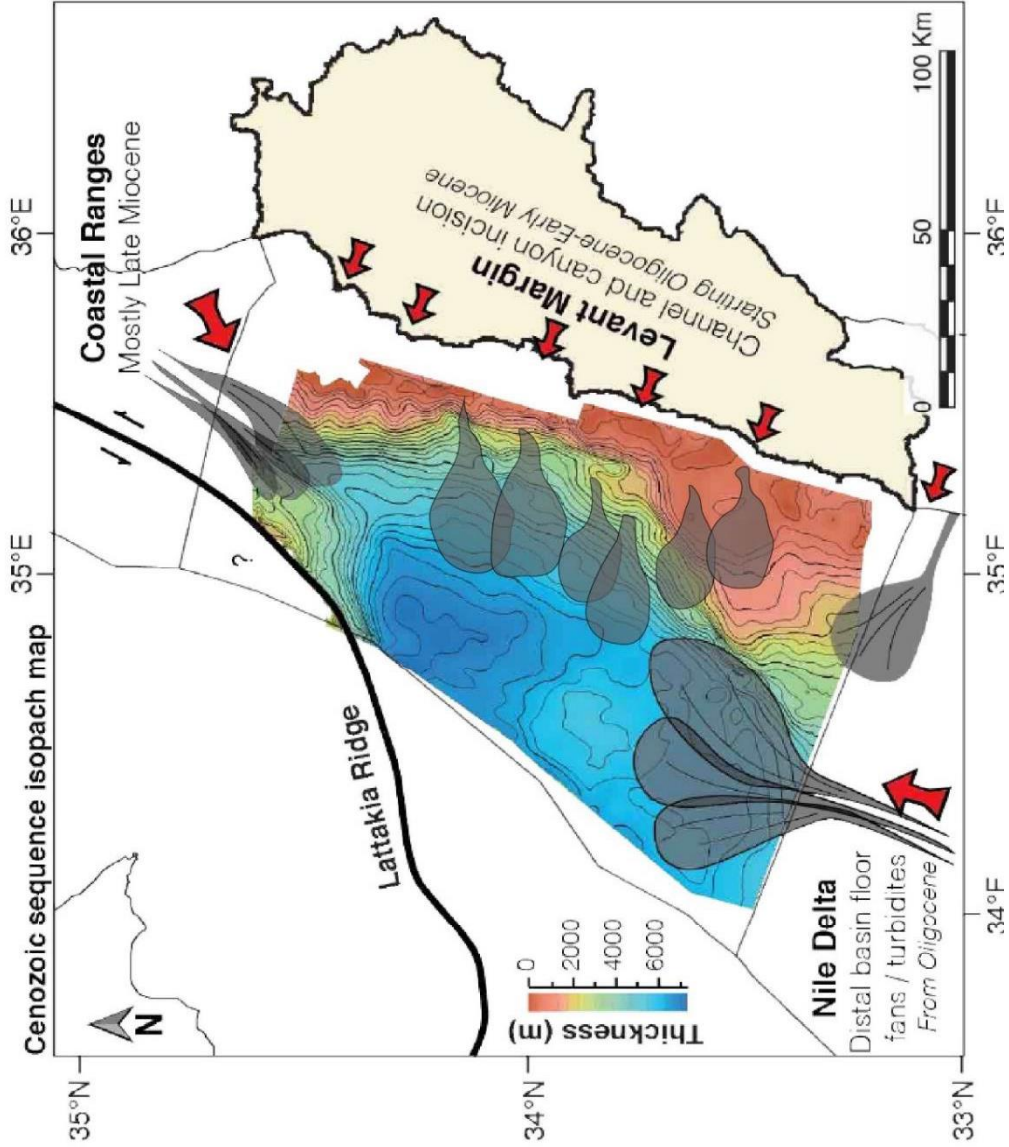 Cenozoic sequence isopach map
35°E
36°E
35°N
34°N
33°N
N
Coastal Ranges
Mostly Late Miocene
?
Lattakia Ridge
Levant Margin
Channel and canyon incision
Starting Oligocene-Early Miocene
Thickness (m)
0
2000
4000
6000
Nile Delta
Distal basin floor
fans / turbidites
From Oligocene
0 50 100 Km
34°E
35°E
36°E